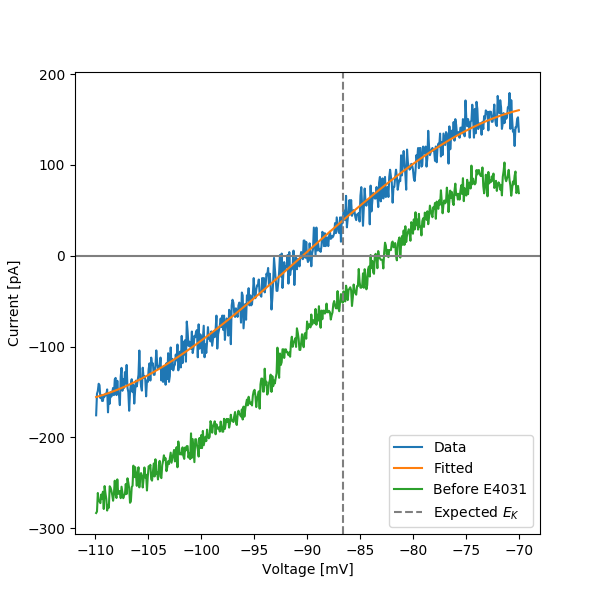 200
100
0
−100
−200
−300
Current [pA]
Data
Fitted
Before E4031
Expected $E_K$
−110 −105 −100 −95 −90 −85 −80 −75 −70
Voltage [mV]